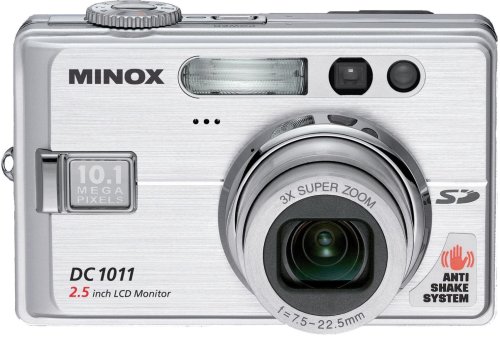 MINOX
10.1
MEGA
PIXELS
3X SUPER ZOOM
SD
DC 1011
2.5 inch LCD Monitor
f=7.5-22.5mm
ANTI
SHAKE
SYSTEM